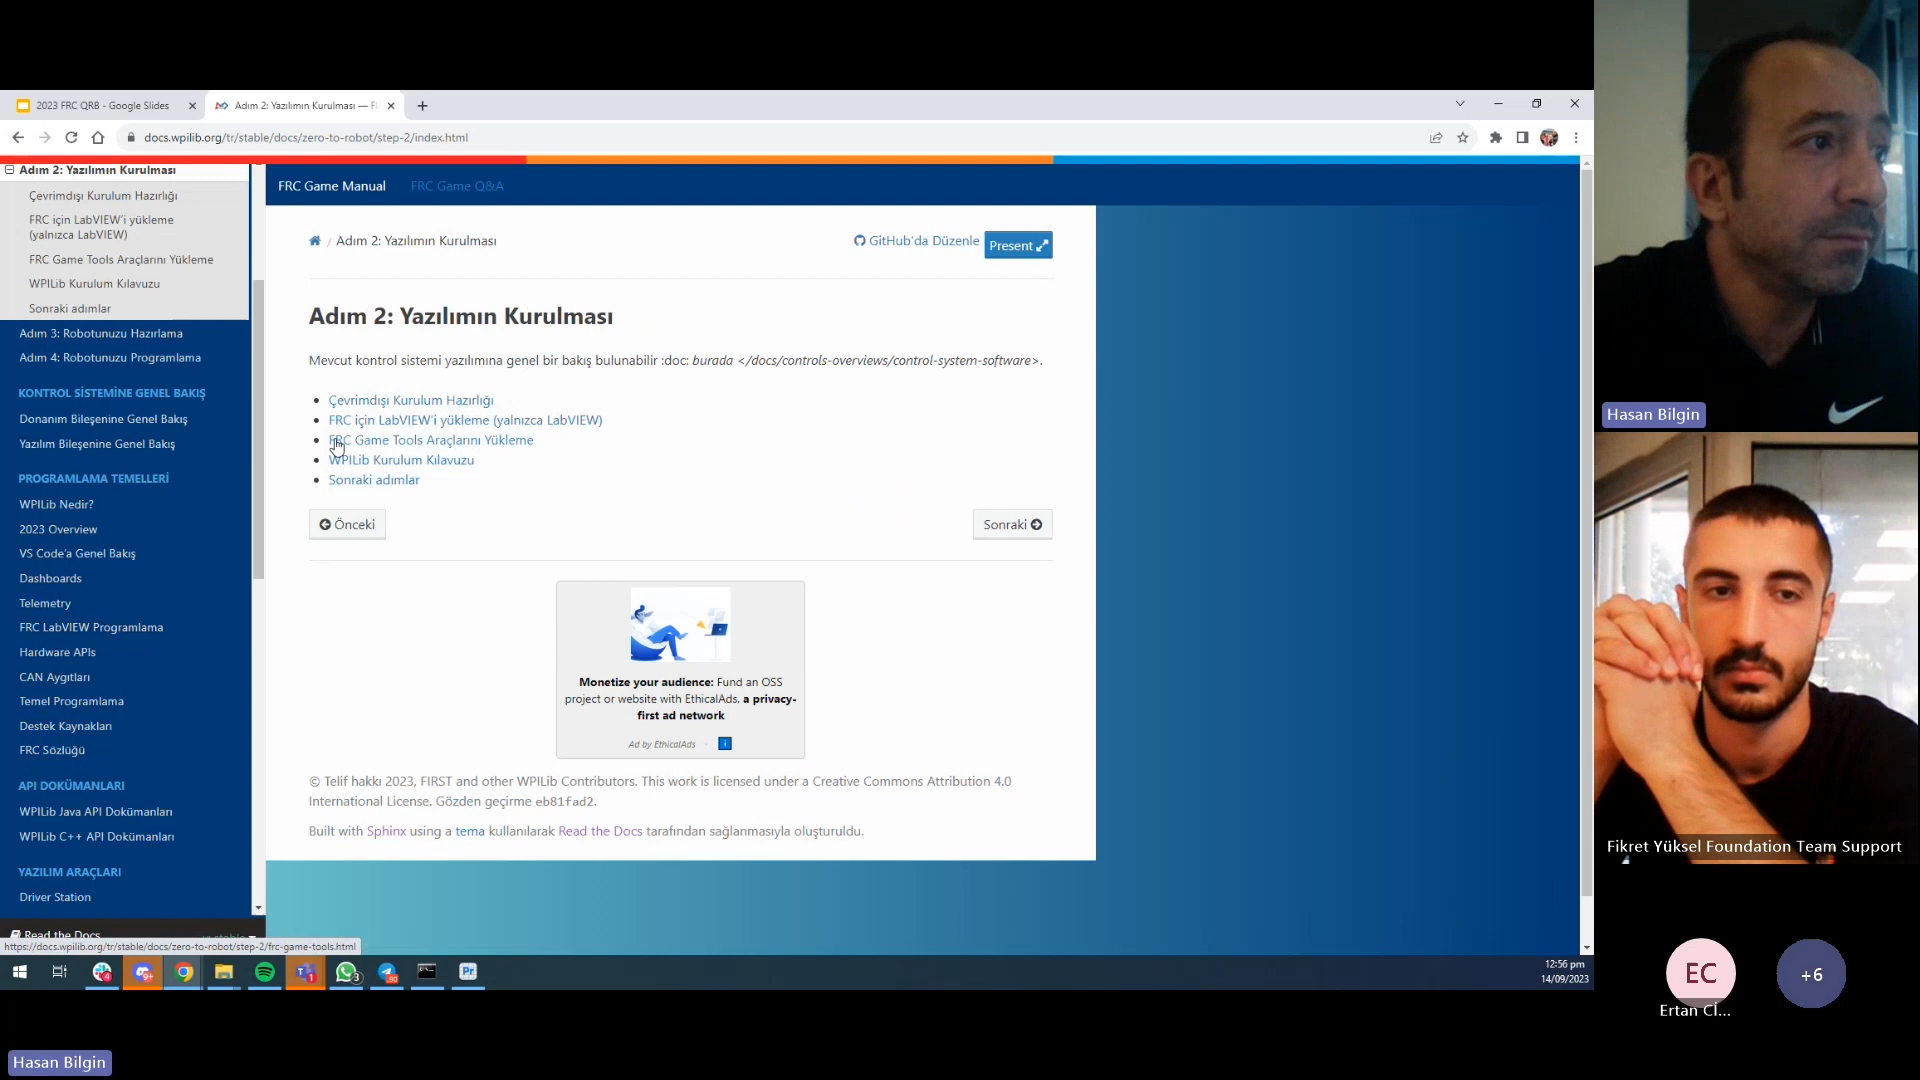 2023 FRC QRB - Google Slides
Adım 2: Yazılımın Kurulması — F
docs.wpilib.org/tr/stable/docs/zero-to-robot/step-2/index.html
Adım 2: Yazılımın Kurulması
Çevrimdışı Kurulum Hazırlığı
FRC için LabVIEW'i yükleme
(yalnızca LabVIEW)
FRC Game Tools Araçlarını Yükleme
WPILib Kurulum Kılavuzu
Sonraki adımlar
Adım 3: Robotunuzu Hazırlama
Adım 4: Robotunuzu Programlama
KONTROL SİSTEMİNE GENEL BAKIŞ
Donanım Bileşenine Genel Bakış
Yazılım Bileşenine Genel Bakış
PROGRAMLAMA TEMELLERİ
WPILib Nedir?
2023 Overview
VS Code'a Genel Bakış
Dashboards
Telemetry
FRC LabVIEW Programlama
Hardware APIs
CAN Aygıtları
Temel Programlama
Destek Kaynakları
FRC Sözlüğü
API DOKÜMANLARI
WPILib Java API Dokümanları
WPILib C++ API Dokümanları
YAZILIM ARAÇLARI
Driver Station
Read the Docs
FRC Game Manual
FRC Game Q&A
Adım 2: Yazılımın Kurulması
GitHub'da Düzenle
Present
Adım 2: Yazılımın Kurulması
Mevcut kontrol sistemi yazılımına genel bir bakış bulunabilir :doc: burada </docs/controls-overviews/control-system-software>.
Çevrimdışı Kurulum Hazırlığı
FRC için LabVIEW'i yükleme (yalnızca LabVIEW)
FRC Game Tools Araçlarını Yükleme
WPILib Kurulum Kılavuzu
Sonraki adımlar
Önceki
Sonraki
Monetize your audience: Fund an OSS
project or website with EthicalAds, a privacy-
first ad network
Ad by EthicalAds
© Telif hakkı 2023, FIRST and other WPILib Contributors. This work is licensed under a Creative Commons Attribution 4.0
International License. Gözden geçirme eb81fad2.
Built with Sphinx using a tema kullanılarak Read the Docs tarafından sağlanmasıyla oluşturuldu.
https://docs.wpilib.org/tr/stable/docs/zero-to-robot/step-2/frc-game-tools.html
Pr
12:56 pm
14/09/2023
Hasan Bilgin
Fikret Yüksel Foundation Team Support
EC
+6
Ertan Cİ...
Hasan Bilgin